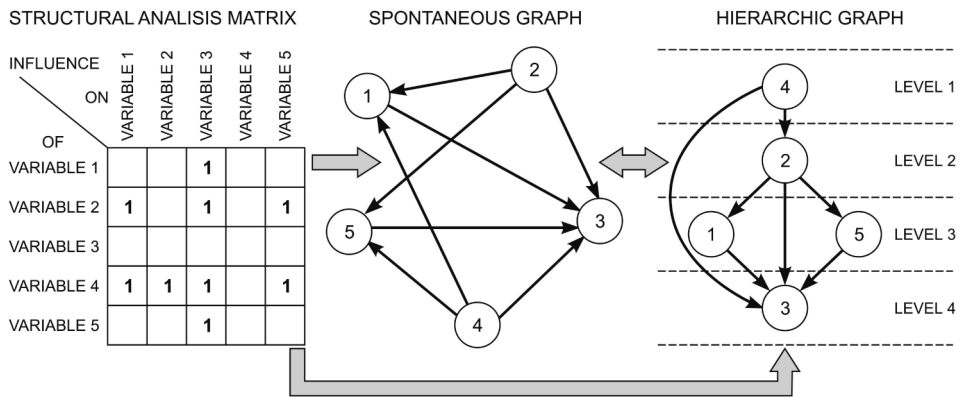 STRUCTURAL ANALISIS MATRIX
SPONTANEOUS GRAPH
HIERARCHIC GRAPH
INFLUENCE
ON
OF
VARIABLE 1
VARIABLE 2
VARIABLE 3
VARIABLE 4
VARIABLE 5
VARIABLE 1 1
VARIABLE 2 1 1 1
VARIABLE 3
VARIABLE 4 1 1 1 1
VARIABLE 5 1
2
1
5
3
4
4 LEVEL 1
2 LEVEL 2
1 5 LEVEL 3
3 LEVEL 4